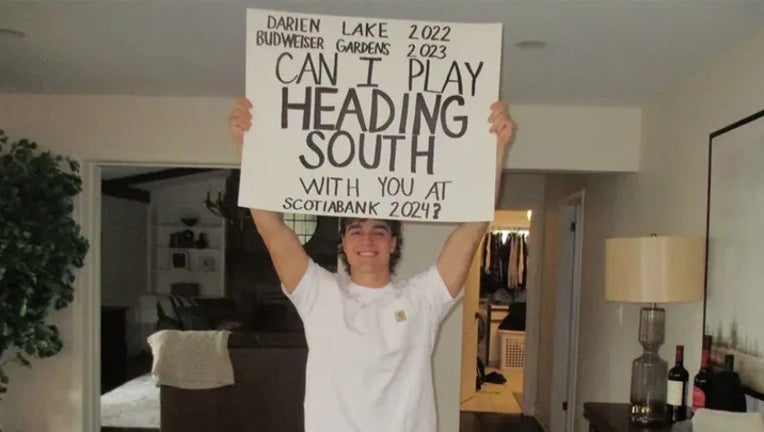 DARIEN LAKE 2022
BUDWEISER GARDENS 2023
CAN I PLAY
HEADING
SOUTH
WITH YOU AT
SCOTIABANK 2024?